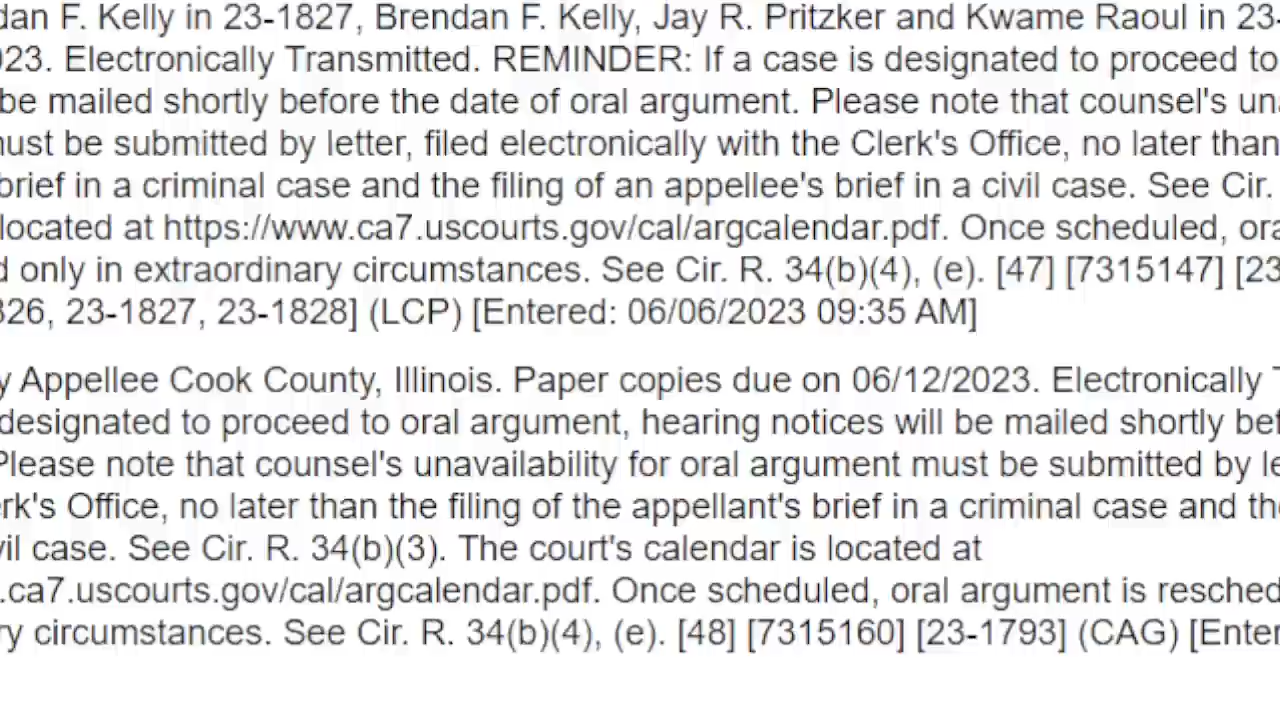 dan F. Kelly in 23-1827, Brendan F. Kelly, Jay R. Pritzker and Kwame Raoul in 23-
023. Electronically Transmitted. REMINDER: If a case is designated to proceed to
be mailed shortly before the date of oral argument. Please note that counsel's una
must be submitted by letter, filed electronically with the Clerk's Office, no later than
brief in a criminal case and the filing of an appellee's brief in a civil case. See Cir.
located at https://www.ca7.uscourts.gov/cal/argcalendar.pdf. Once scheduled, ora
d only in extraordinary circumstances. See Cir. R. 34(b)(4), (e). [47] [7315147] [23
826, 23-1827, 23-1828] (LCP) [Entered: 06/06/2023 09:35 AM]
y Appellee Cook County, Illinois. Paper copies due on 06/12/2023. Electronically T
designated to proceed to oral argument, hearing notices will be mailed shortly bef
Please note that counsel's unavailability for oral argument must be submitted by le
erk's Office, no later than the filing of the appellant's brief in a criminal case and the
vil case. See Cir. R. 34(b)(3). The court's calendar is located at
.ca7.uscourts.gov/cal/argcalendar.pdf. Once scheduled, oral argument is resched
ry circumstances. See Cir. R. 34(b)(4), (e). [48] [7315160] [23-1793] (CAG) [Enter